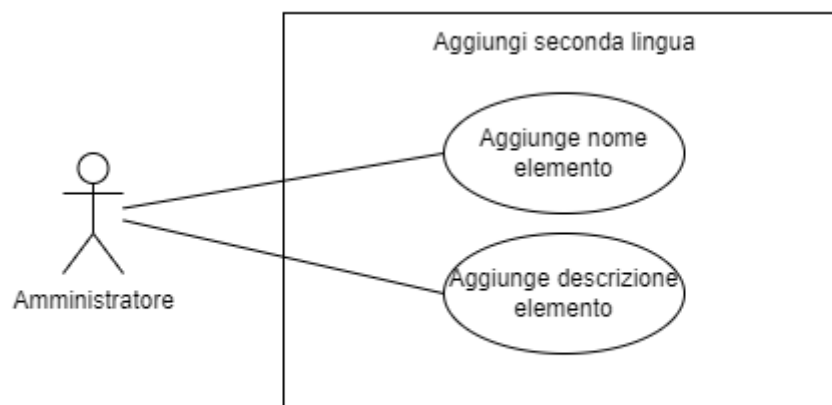 Aggiungi seconda lingua
Aggiunge nome
elemento
Aggiunge descrizione
elemento
Amministratore